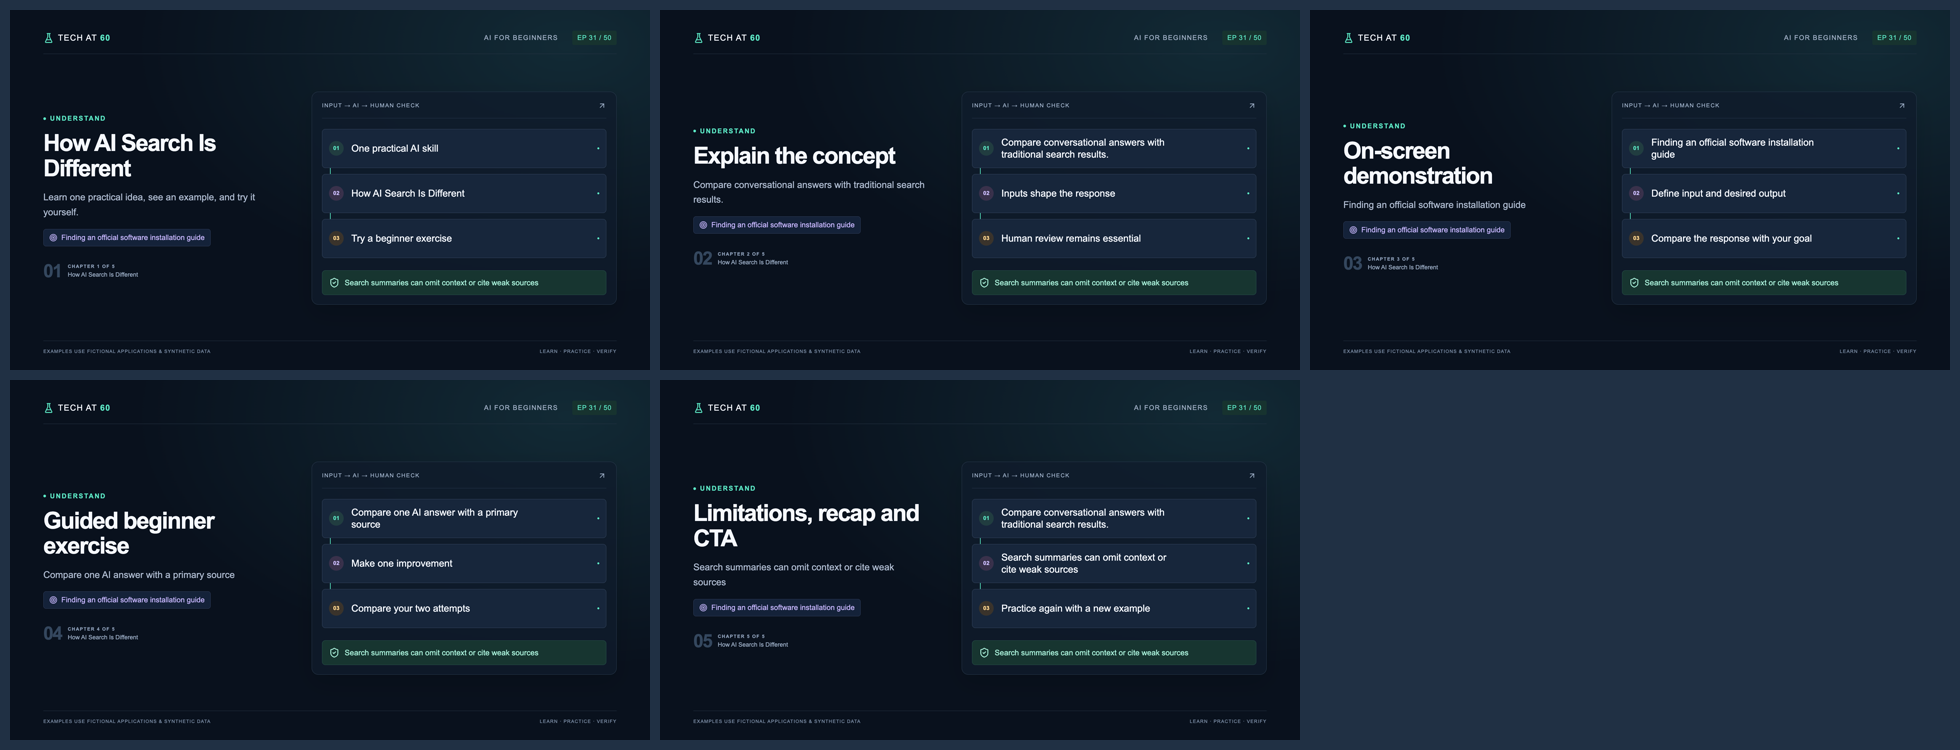 TECH AT 60
AI FOR BEGINNERS
EP 31 / 50
• UNDERSTAND
How AI Search Is
Different
Learn one practical idea, see an example, and try it
yourself.
Finding an official software installation guide
01
CHAPTER 1 OF 5
How AI Search Is Different
INPUT → AI → HUMAN CHECK
01
One practical AI skill
02
How AI Search Is Different
03
Try a beginner exercise
Search summaries can omit context or cite weak sources
EXAMPLES USE FICTIONAL APPLICATIONS & SYNTHETIC DATA
LEARN · PRACTICE · VERIFY
TECH AT 60
AI FOR BEGINNERS
EP 31 / 50
• UNDERSTAND
Explain the concept
Compare conversational answers with traditional search
results.
Finding an official software installation guide
02
CHAPTER 2 OF 5
How AI Search Is Different
INPUT → AI → HUMAN CHECK
01
Compare conversational answers with
traditional search results.
02
Inputs shape the response
03
Human review remains essential
Search summaries can omit context or cite weak sources
EXAMPLES USE FICTIONAL APPLICATIONS & SYNTHETIC DATA
LEARN · PRACTICE · VERIFY
TECH AT 60
AI FOR BEGINNERS
EP 31 / 50
• UNDERSTAND
On-screen
demonstration
Finding an official software installation guide
Finding an official software installation guide
03
CHAPTER 3 OF 5
How AI Search Is Different
INPUT → AI → HUMAN CHECK
01
Finding an official software installation
guide
02
Define input and desired output
03
Compare the response with your goal
Search summaries can omit context or cite weak sources
EXAMPLES USE FICTIONAL APPLICATIONS & SYNTHETIC DATA
LEARN · PRACTICE · VERIFY
TECH AT 60
AI FOR BEGINNERS
EP 31 / 50
• UNDERSTAND
Guided beginner
exercise
Compare one AI answer with a primary source
Finding an official software installation guide
04
CHAPTER 4 OF 5
How AI Search Is Different
INPUT → AI → HUMAN CHECK
01
Compare one AI answer with a primary
source
02
Make one improvement
03
Compare your two attempts
Search summaries can omit context or cite weak sources
EXAMPLES USE FICTIONAL APPLICATIONS & SYNTHETIC DATA
LEARN · PRACTICE · VERIFY
TECH AT 60
AI FOR BEGINNERS
EP 31 / 50
• UNDERSTAND
Limitations, recap and
CTA
Search summaries can omit context or cite weak
sources
Finding an official software installation guide
05
CHAPTER 5 OF 5
How AI Search Is Different
INPUT → AI → HUMAN CHECK
01
Compare conversational answers with
traditional search results.
02
Search summaries can omit context or
cite weak sources
03
Practice again with a new example
Search summaries can omit context or cite weak sources
EXAMPLES USE FICTIONAL APPLICATIONS & SYNTHETIC DATA
LEARN · PRACTICE · VERIFY